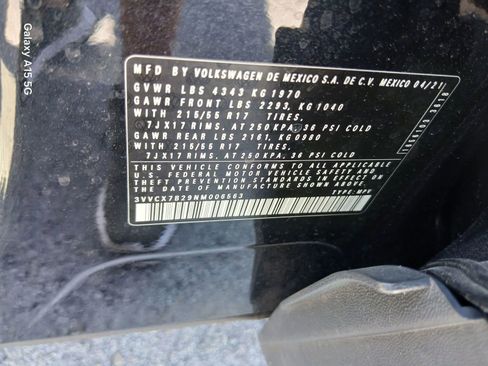 MFD BY VOLKSWAGEN DE MEXICO S.A. DE C.V. MEXICO 04/21
GVWR LBS 4343 KG 1970
GAWR FRONT LBS 2293, KG 1040
WITH 215/55 R17 TIRES.
7JX17 RIMS, AT 250 KPA, 36 PSI COLD
GAWR REAR LBS 2161, KG 980
WITH 215/55 R17 TIRES.
7JX17 RIMS, AT 250 KPA, 36 PSI COLD
THIS VEHICLE CONFORMS TO ALL APPLICABLE
U.S. FEDERAL MOTOR VEHICLE SAFETY AND
THEFT PREVENTION STANDARDS IN EFFECT ON
THE DATE OF MANUFACTURE SHOWN ABOVE.
3VVCX7B29NM006563
TYPE: MPV
Galaxy A15 5G